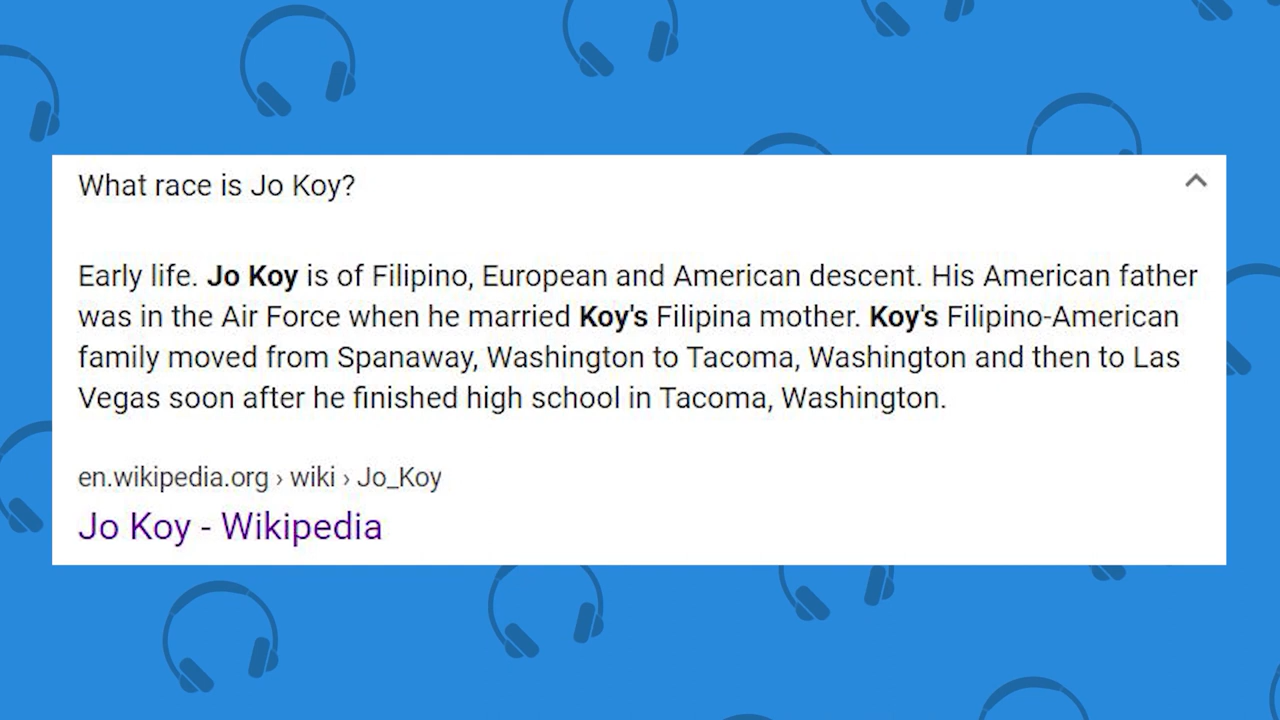 What race is Jo Koy?
Early life. Jo Koy is of Filipino, European and American descent. His American father
was in the Air Force when he married Koy's Filipina mother. Koy's Filipino-American
family moved from Spanaway, Washington to Tacoma, Washington and then to Las
Vegas soon after he finished high school in Tacoma, Washington.
en.wikipedia.org › wiki › Jo_Koy
Jo Koy - Wikipedia